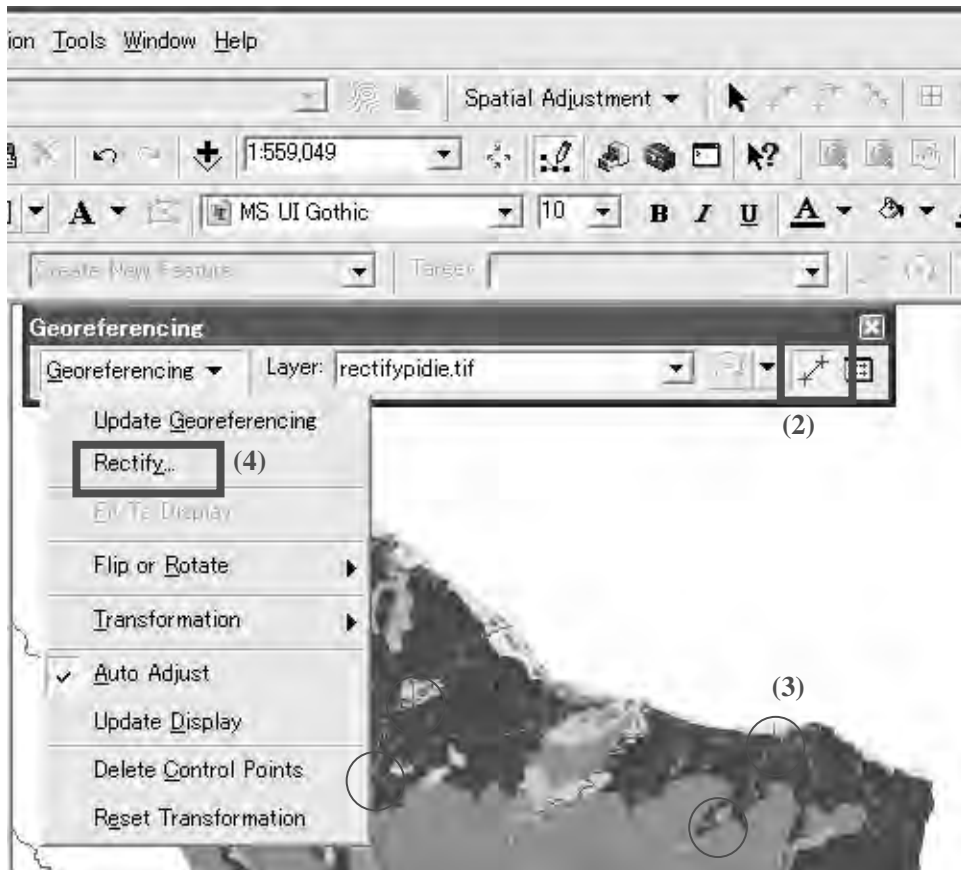 ion Tools Window Help
Spatial Adjustment
1:559,049
A MS UI Gothic 10 B I U A
Create New Feature Target
Georeferencing
Georeferencing Layer: rectifypidie.tif
(2)
Update Georeferencing
Rectify... (4)
Fit To Display
Flip or Rotate
Transformation
(3)
Auto Adjust
Update Display
Delete Control Points
Reset Transformation